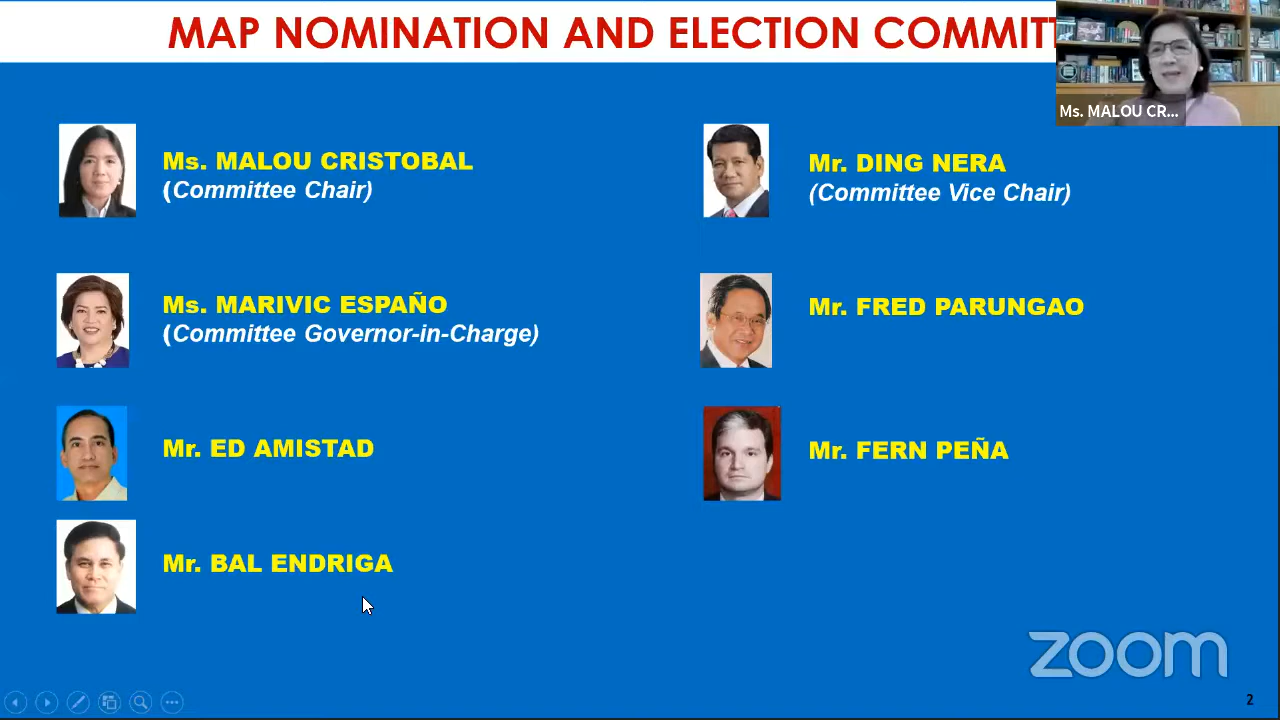 MAP NOMINATION AND ELECTION COMMIT
Ms. MALOU CR...
Ms. MALOU CRISTOBAL
(Committee Chair)
Mr. DING NERA
(Committee Vice Chair)
Ms. MARIVIC ESPAÑO
(Committee Governor-in-Charge)
Mr. FRED PARUNGAO
Mr. ED AMISTAD
Mr. FERN PEÑA
Mr. BAL ENDRIGA
zoom
2